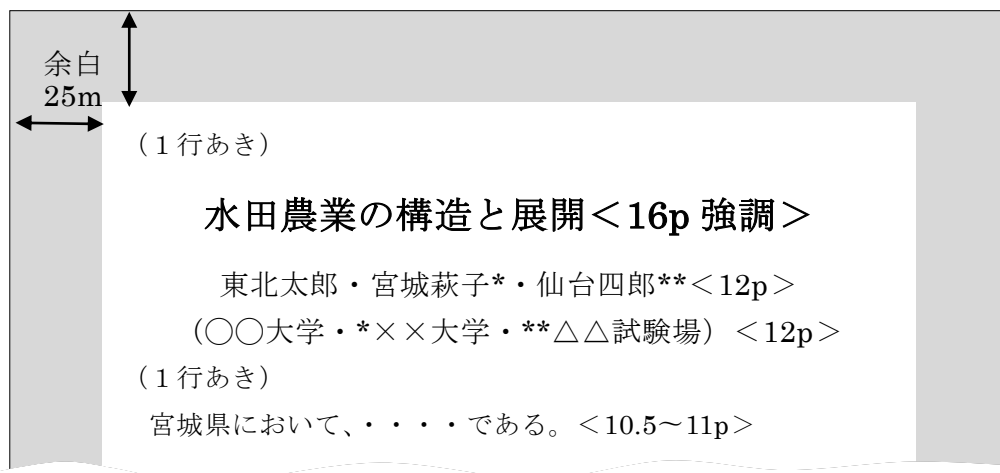 余白
25m
（１行あき）
水田農業の構造と展開＜16p 強調＞
東北太郎・宮城萩子*・仙台四郎**＜12p＞
（○○大学・*××大学・**△△試験場）＜12p＞
（１行あき）
宮城県において、・・・・である。＜10.5～11p＞